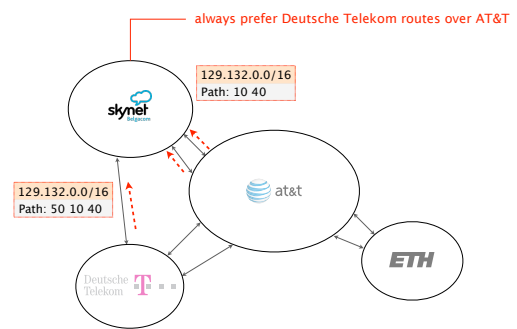 always prefer Deutsche Telekom routes over AT&T
129.132.0.0/16
Path: 10 40
skynet
Belgacom
at&t
129.132.0.0/16
Path: 50 10 40
ETH
Deutsche
Telekom
T